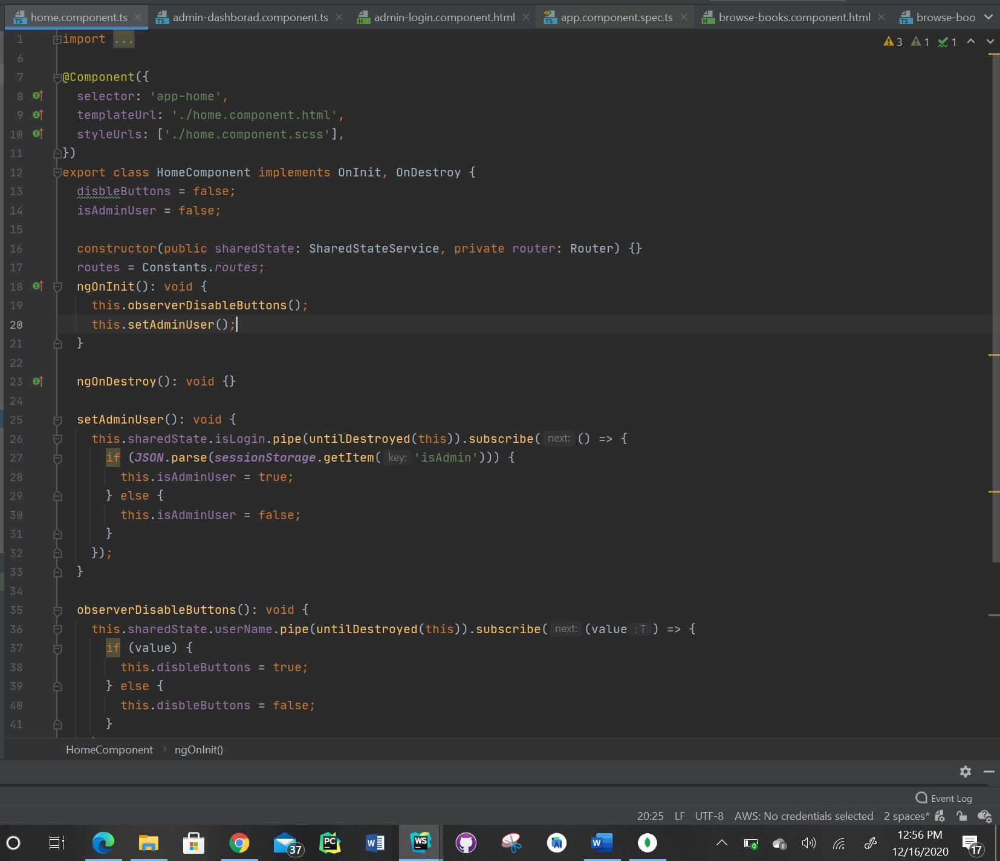 home.component.ts admin-dashborad.component.ts admin-login.component.html app.component.spec.ts browse-books.component.html browse-boo
1 import ... 3 1 1
6
7 @Component({
8 selector: 'app-home',
9 templateUrl: './home.component.html',
10 styleUrls: ['./home.component.scss'],
11 })
12 export class HomeComponent implements OnInit, OnDestroy {
13 disbleButtons = false;
14 isAdminUser = false;
15
16 constructor(public sharedState: SharedStateService, private router: Router) {}
17 routes = Constants.routes;
18 ngOnInit(): void {
19 this.observerDisableButtons();
20 this.setAdminUser();
21 }
22
23 ngOnDestroy(): void {}
24
25 setAdminUser(): void {
26 this.sharedState.isLogin.pipe(untilDestroyed(this)).subscribe( next: () => {
27 if (JSON.parse(sessionStorage.getItem( key: 'isAdmin'))) {
28 this.isAdminUser = true;
29 } else {
30 this.isAdminUser = false;
31 }
32 });
33 }
34
35 observerDisableButtons(): void {
36 this.sharedState.userName.pipe(untilDestroyed(this)).subscribe( next: (value : T ) => {
37 if (value) {
38 this.disbleButtons = true;
39 } else {
40 this.disbleButtons = false;
41 }
HomeComponent > ngOnInit()
Event Log
20:25 LF UTF-8 AWS: No credentials selected 2 spaces*
37 PC W WS W 12:56 PM
12/16/2020 17